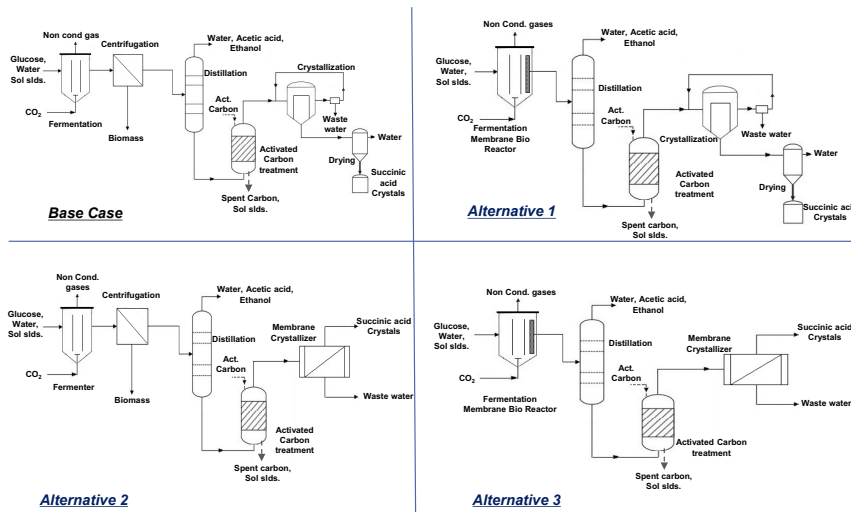 Non cond gas
Centrifugation
Water, Acetic acid,
Ethanol
Glucose,
Water
Sol slds.
Distillation
Crystallization
Act.
Carbon
CO2
Fermentation
Biomass
Waste
water
Water
Activated
Carbon
treatment
Drying
Succinic
acid
Crystals
Spent Carbon,
Sol slds.
Base Case
Non Cond. gases
Water, Acetic acid,
Ethanol
Glucose,
Water,
Sol slds.
Distillation
Act.
Carbon
CO2
Fermentation
Membrane Bio
Reactor
Crystallization
Waste water
Water
Activated
Carbon
treatment
Drying
Succinic acid
Crystals
Spent carbon,
Sol slds.
Alternative 1
Non Cond.
gases
Centrifugation
Water, Acetic acid,
Ethanol
Glucose,
Water,
Sol slds.
Distillation
Membrane
Crystallizer
Succinic acid
Crystals
Act.
Carbon
CO2
Fermenter
Biomass
Waste water
Activated
Carbon
treatment
Spent carbon,
Sol slds.
Alternative 2
Non Cond. gases
Water, Acetic acid,
Ethanol
Glucose,
Water,
Sol slds.
Distillation
Membrane
Crystallizer
Succinic acid
Crystals
Act.
Carbon
CO2
Fermentation
Membrane Bio Reactor
Waste water
Activated Carbon
treatment
Spent carbon,
Sol slds.
Alternative 3